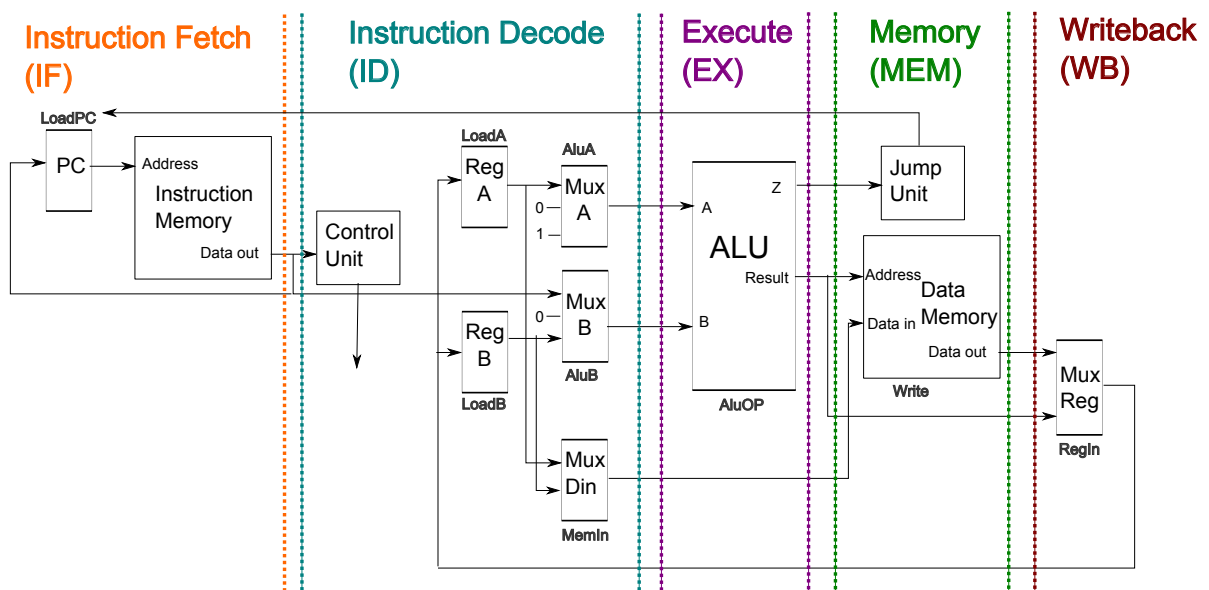 Instruction Fetch
(IF)
Instruction Decode
(ID)
Execute
(EX)
Memory
(MEM)
Writeback
(WB)
LoadPC
PC
Address
Instruction
Memory
Data out
Control
Unit
LoadA
Reg
A
AluA
Mux
A
0
1
Mux
B
0
AluB
Reg
B
LoadB
Mux
Din
MemIn
A
Z
ALU
Result
B
AluOP
Jump
Unit
Address
Data
Memory
Data in
Data out
Write
Mux
Reg
RegIn